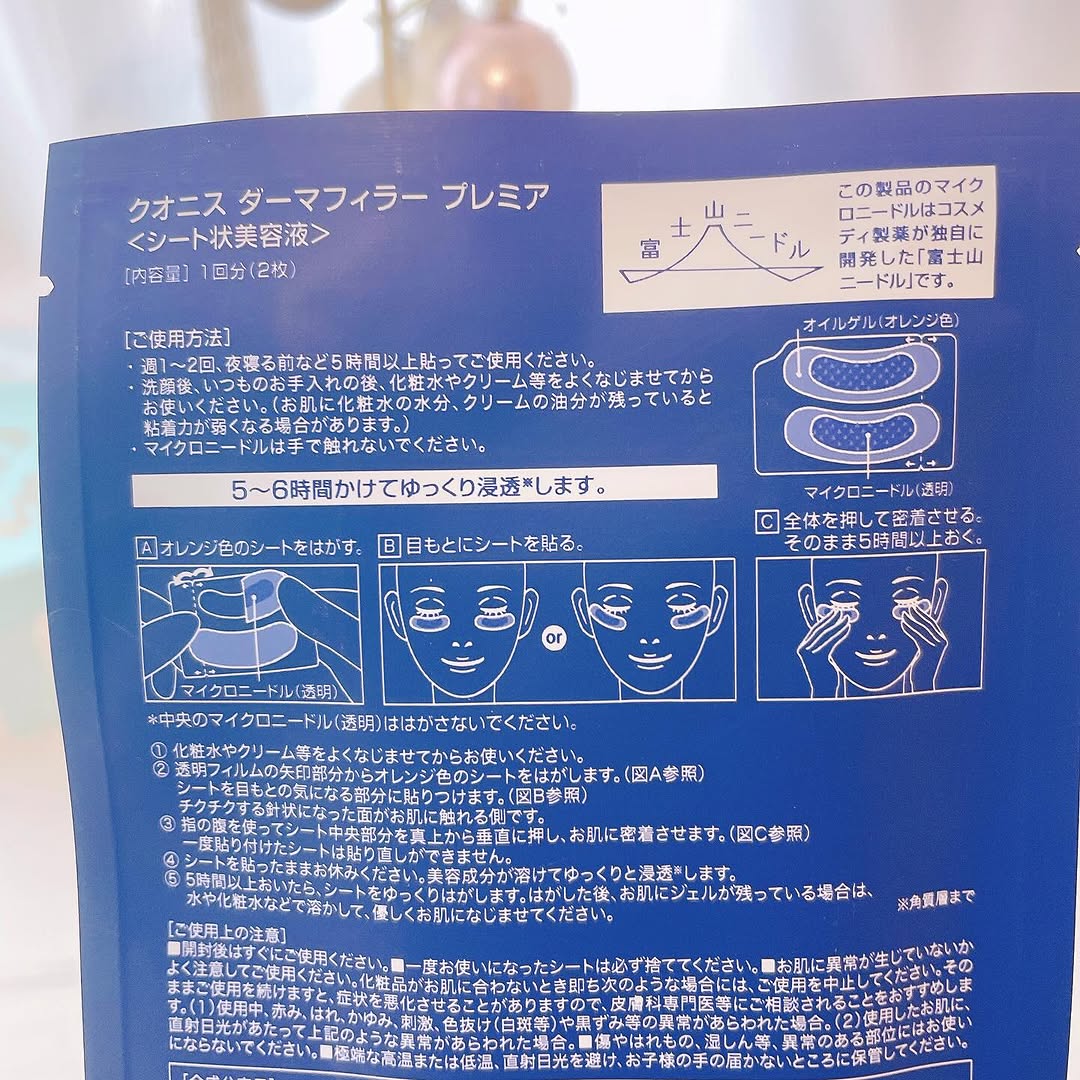 クオニス ダーマフィラー プレミア
<シート状美容液>
[内容量] 1回分(2枚)
富士山ニードル
この製品のマイク
ロニードルはコスメ
ディ製薬が独自に
開発した「富士山
ニードル」です。
[ご使用方法]
・週1〜2回、夜寝る前など5時間以上貼ってご使用ください。
・洗顔後、いつものお手入れの後、化粧水やクリーム等をよくなじませてから
お使いください。(お肌に化粧水の水分、クリームの油分が残っていると
粘着力が弱くなる場合があります。)
・マイクロニードルは手で触れないでください。
オイルゲル(オレンジ色)
マイクロニードル(透明)
5〜6時間かけてゆっくり浸透※します。
A オレンジ色のシートをはがす。
マイクロニードル(透明)
B 目もとにシートを貼る。
or
C 全体を押して密着させる。
そのまま5時間以上おく。
*中央のマイクロニードル(透明)ははがさないでください。
① 化粧水やクリーム等をよくなじませてからお使いください。
② 透明フィルムの矢印部分からオレンジ色のシートをはがします。(図A参照)
シートを目もとの気になる部分に貼りつけます。(図B参照)
チクチクする針状になった面がお肌に触れる側です。
③ 指の腹を使ってシート中央部分を真上から垂直に押し、お肌に密着させます。(図C参照)
一度貼り付けたシートは貼り直しができません。
④ シートを貼ったままお休みください。美容成分が溶けてゆっくりと浸透※します。
⑤ 5時間以上おいたら、シートをゆっくりはがします。はがした後、お肌にジェルが残っている場合は、
水や化粧水などで溶かして、優しくお肌になじませてください。
※角質層まで
[ご使用上の注意]
■開封後はすぐにご使用ください。■一度お使いになったシートは必ず捨ててください。■お肌に異常が生じていないか
よく注意してご使用ください。化粧品がお肌に合わないとき即ち次のような場合には、ご使用を中止してください。その
ままご使用を続けますと、症状を悪化させることがありますので、皮膚科専門医等にご相談されることをおすすめしま
す。(1)使用中、赤み、はれ、かゆみ、刺激、色抜け(白斑等)や黒ずみ等の異常があらわれた場合。(2)使用したお肌に、
直射日光があたって上記のような異常があらわれた場合。■傷やはれもの、湿しん等、異常のある部位にはお使い
にならないでください。■極端な高温または低温、直射日光を避け、お子様の手の届かないところに保管してください。